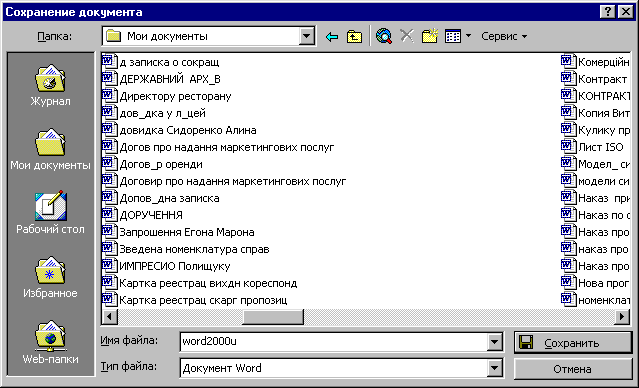 Сохранение документа
Папка: Мои документы Сервис
Журнал
Мои документы
Рабочий стол
Избранное
Web-папки
д записка о сокращ
ДЕРЖАВНИЙ АРХ_В
Директору ресторану
дов_дка у л_цей
довидка Сидоренко Алина
Догов про надання маркетингових послуг
Догов_р оренди
Договир про надання маркетингових послуг
Допов_дна записка
ДОРУЧЕННЯ
Запрошення Егона Марона
Зведена номенклатура справ
ИМПРЕСИО Полищуку
Картка реестрац вихдн кореспонд
Картка реестрац скарг пропозиц
Комерційн
Контракт
КОНТРАКТ
Копия Вит
Кулику пр
Лист ISO
Модел_ си
модели си
Наказ при
Наказ по о
Наказ про
наказ про
Наказ про
Нова прог
номенклат
Имя файла: word2000u
Сохранить
Тип файла: Документ Word
Отмена